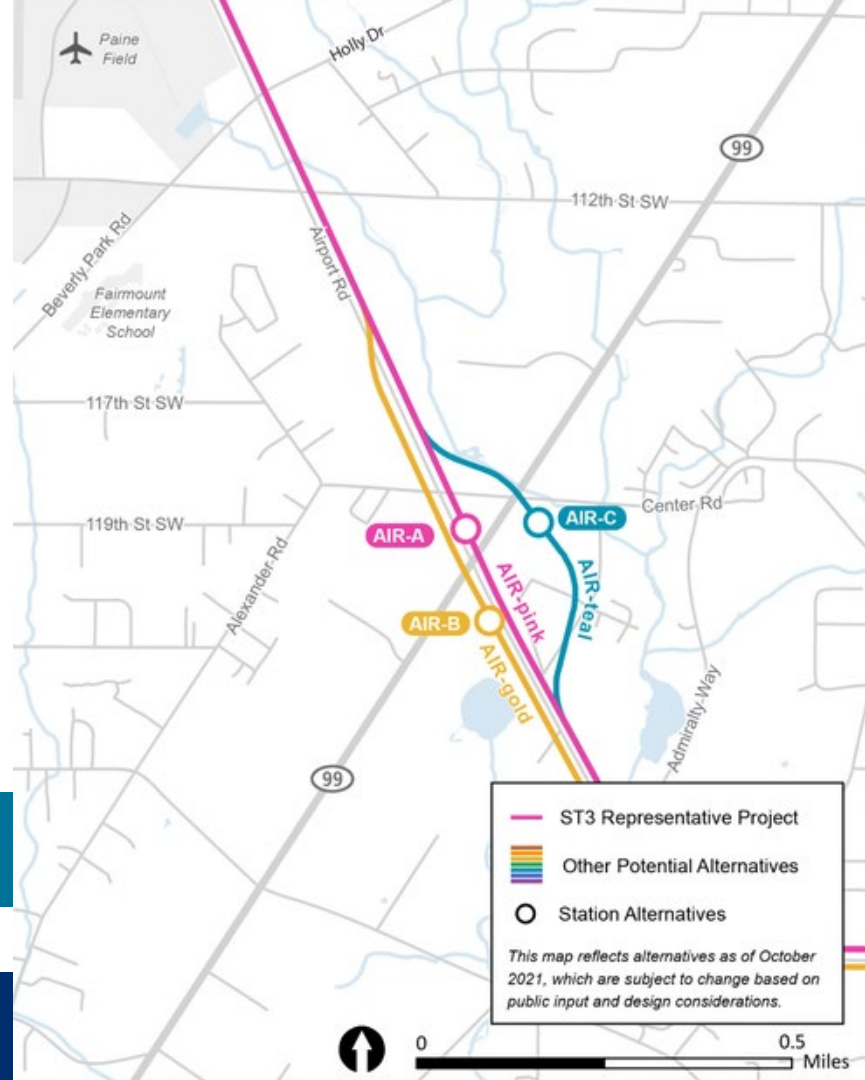 Paine
Field
Holly Dr
99
112th St SW
Beverly Park Rd
Airport Rd
Fairmount
Elementary
School
117th St SW
Center Rd
AIR-C
119th St SW
AIR-A
Alexander Rd
AIR-pink
AIR-teal
AIR-B
AIR-gold
Admiralty Way
99
ST3 Representative Project
Other Potential Alternatives
Station Alternatives
This map reflects alternatives as of October
2021, which are subject to change based on
public input and design considerations.
0
0.5
Miles